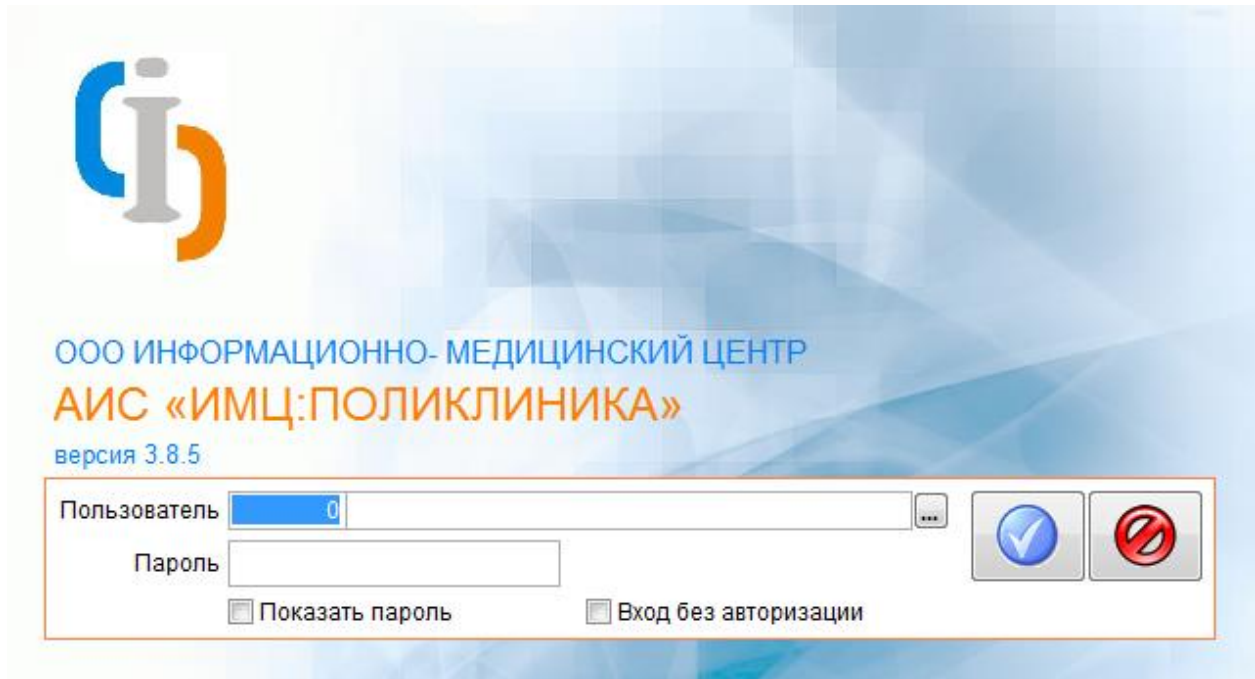 ООО ИНФОРМАЦИОННО- МЕДИЦИНСКИЙ ЦЕНТР
АИС «ИМЦ:ПОЛИКЛИНИКА»
версия 3.8.5
Пользователь 0 ...
Пароль
Показать пароль Вход без авторизации